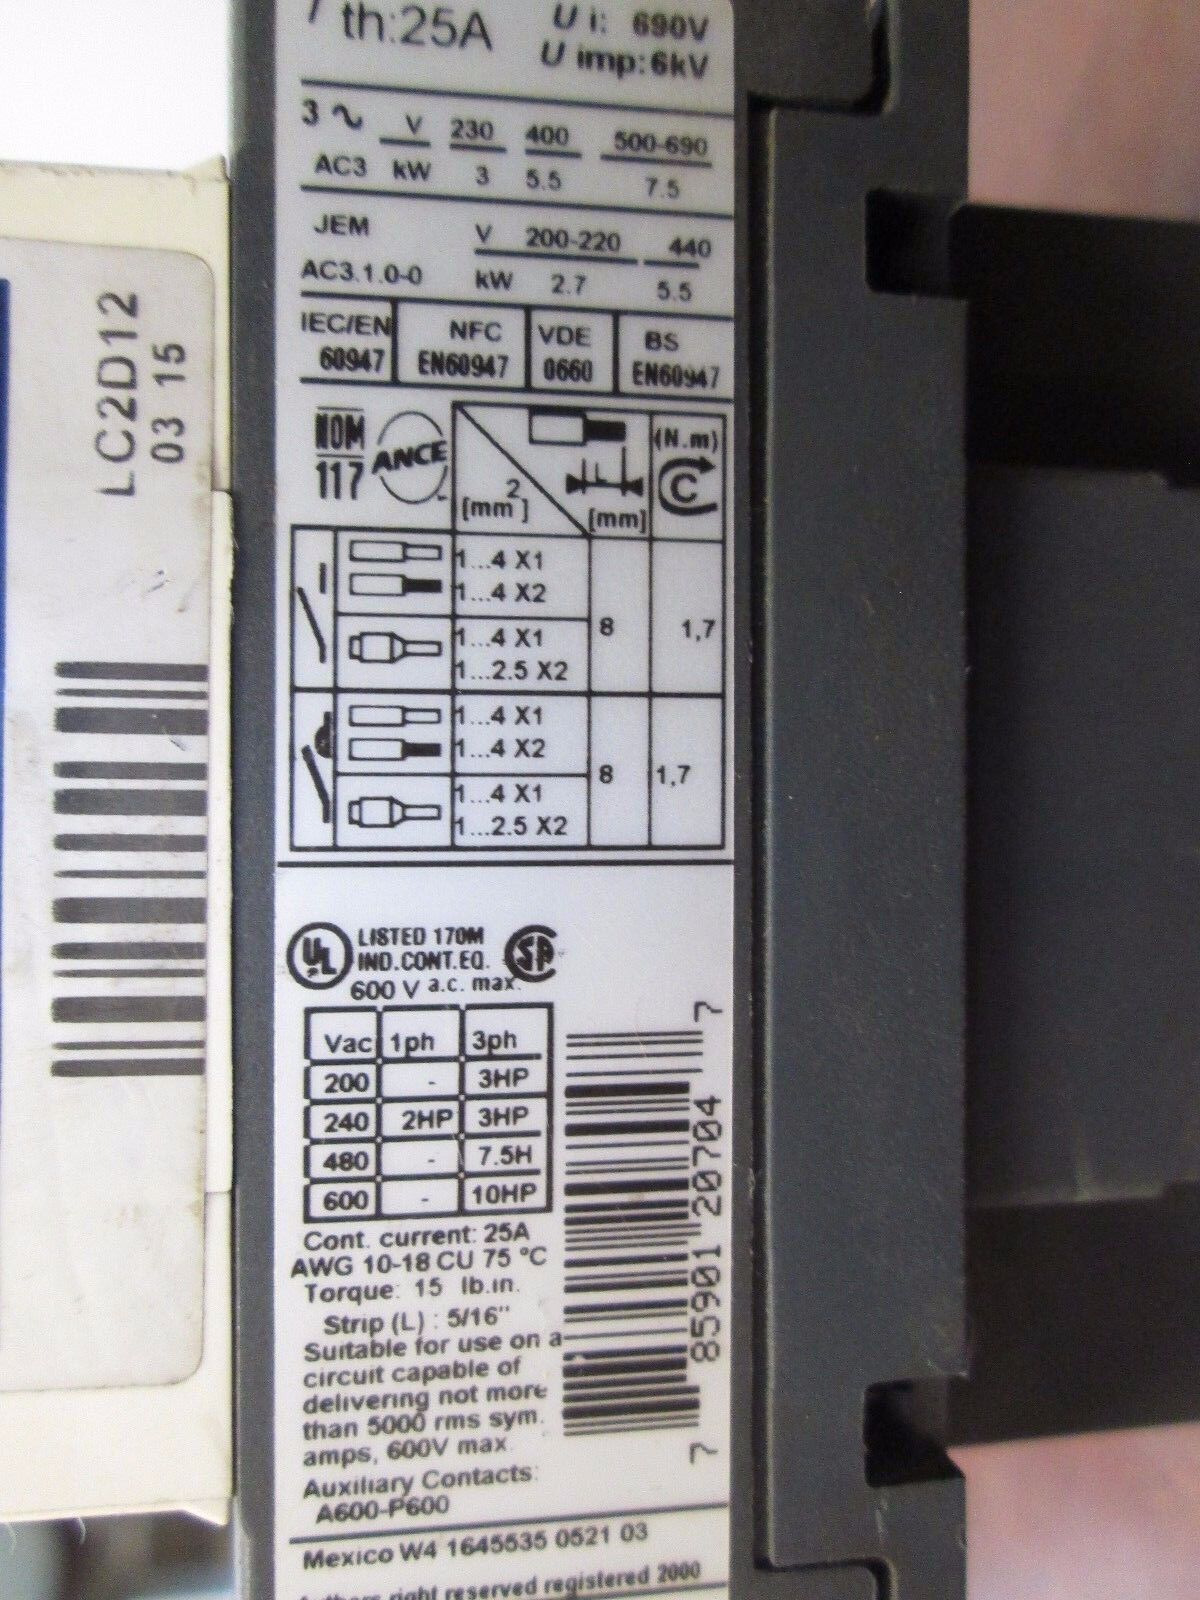 th:25A U i: 690V
U imp:6kV
3 ∿ V 230 400 500-690
AC3 kW 3 5.5 7.5
JEM V 200-220 440
AC3.1.0-0 kW 2.7 5.5
IEC/EN NFC VDE BS
60947 EN60947 0660 EN60947
NOM
117
ANCE
[mm²]
L
[mm]
(N.m)
C
1...4 X1
1...4 X2
1...4 X1
1...2.5 X2
8 1,7
1...4 X1
1...4 X2
1...4 X1
1...2.5 X2
8 1,7
UL LISTED 170M SA
IND.CONT.EQ.
600 V a.c. max.
Vac 1ph 3ph
200 - 3HP
240 2HP 3HP
480 - 7.5H
600 - 10HP
Cont. current: 25A
AWG 10-18 CU 75 °C
Torque: 15 lb.in.
Strip (L) : 5/16"
Suitable for use on a
circuit capable of
delivering not more
than 5000 rms sym.
amps, 600V max.
Auxiliary Contacts:
A600-P600
Mexico W4 1645535 0521 03
right reserved registered 2000
7 85901 20704 7
LC2D12
03 15